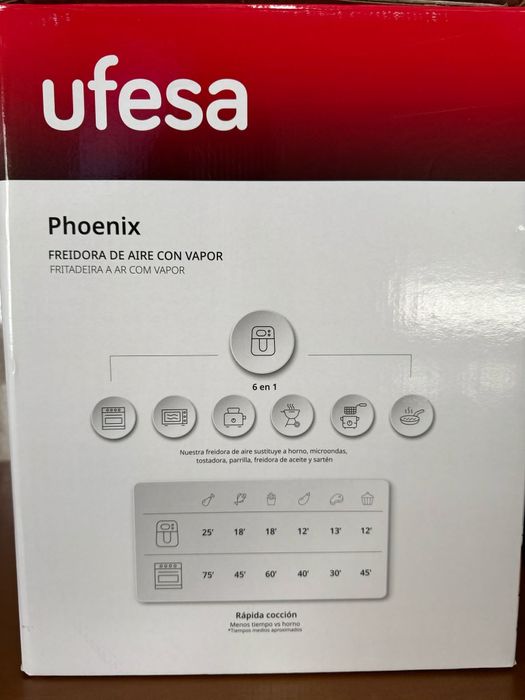 ufesa
Phoenix
FREIDORA DE AIRE CON VAPOR
FRITADEIRA A AR COM VAPOR
6 en 1
Nuestra freidora de aire sustituye a horno, microondas,
tostadora, parrilla, freidora de aceite y sartén
25' 18' 18' 12' 13' 12'
75' 45' 60' 40' 30' 45'
Rápida cocción
Menos tiempo vs horno
*Tiempos medios aproximados